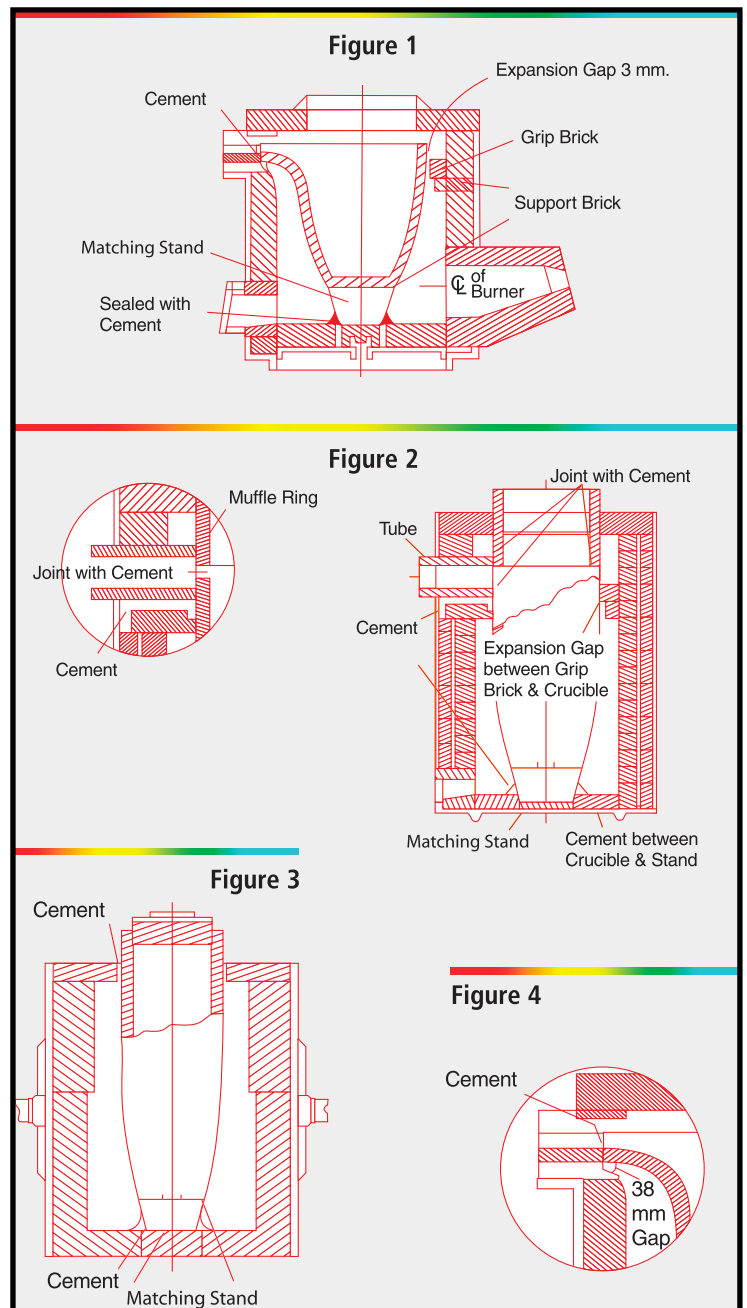 Figure 1
Expansion Gap 3 mm.
Cement
Grip Brick
Support Brick
Matching Stand
℄ of
Burner
Sealed with
Cement
Figure 2
Joint with Cement
Muffle Ring
Tube
Joint with Cement
Cement
Cement
Expansion Gap
between Grip
Brick & Crucible
Matching Stand
Cement between
Crucible & Stand
Figure 3
Cement
Cement
Matching Stand
Figure 4
Cement
38
mm
Gap